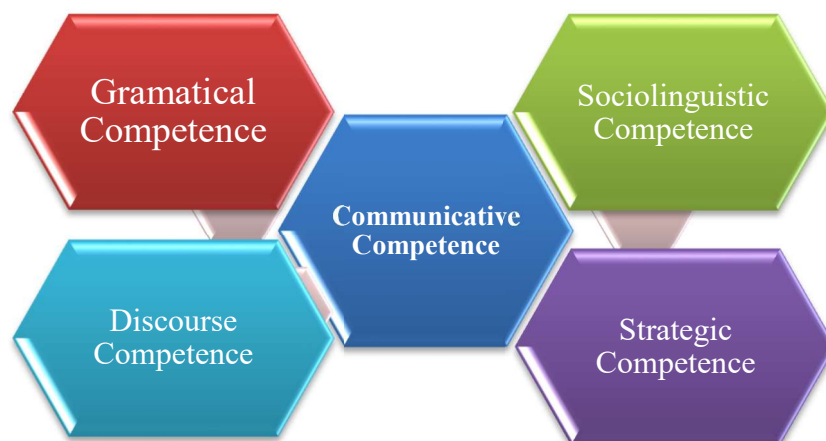 Gramatical
Competence
Sociolinguistic
Competence
Communicative
Competence
Discourse
Competence
Strategic
Competence